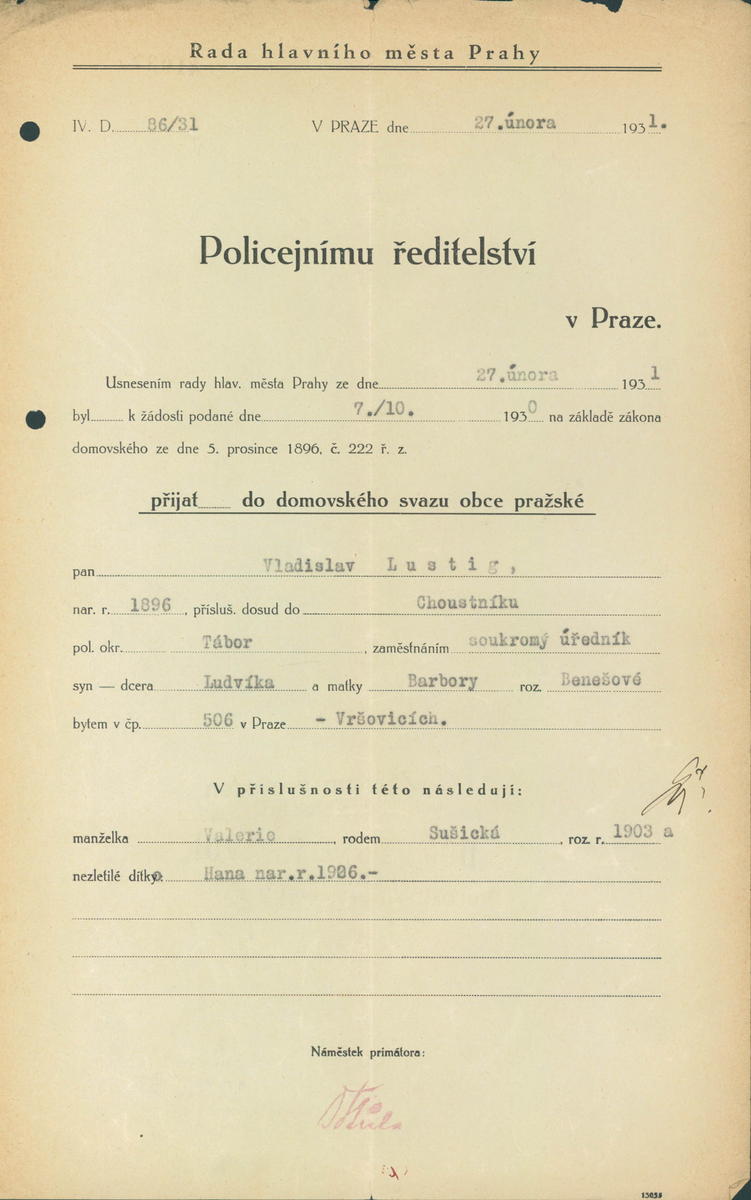 Rada hlavního města Prahy
IV. D. 86/31 V PRAZE dne 27.února 1931.
Policejnímu ředitelství
v Praze.
Usnesením rady hlav. města Prahy ze dne 27.února 1931
byl k žádosti podané dne 7./10. 1930 na základě zákona
domovského ze dne 5. prosince 1896, č. 222 ř. z.
přijat do domovského svazu obce pražské
pan Vladislav Lustig,
nar. r. 1896, přísluš. dosud do Choustníku
pol. okr. Tábor, zaměstnáním soukromý úředník
syn — dcera Ludvíka a matky Barbory roz. Benešové
bytem v čp. 506 v Praze - Vršovicích.
V příslušnosti této následují:
manželka Valerie, rodem Sušická, roz. r. 1903 a
nezletilé dítko: Hana nar.r.1926.-
Náměstek primátora:
13035